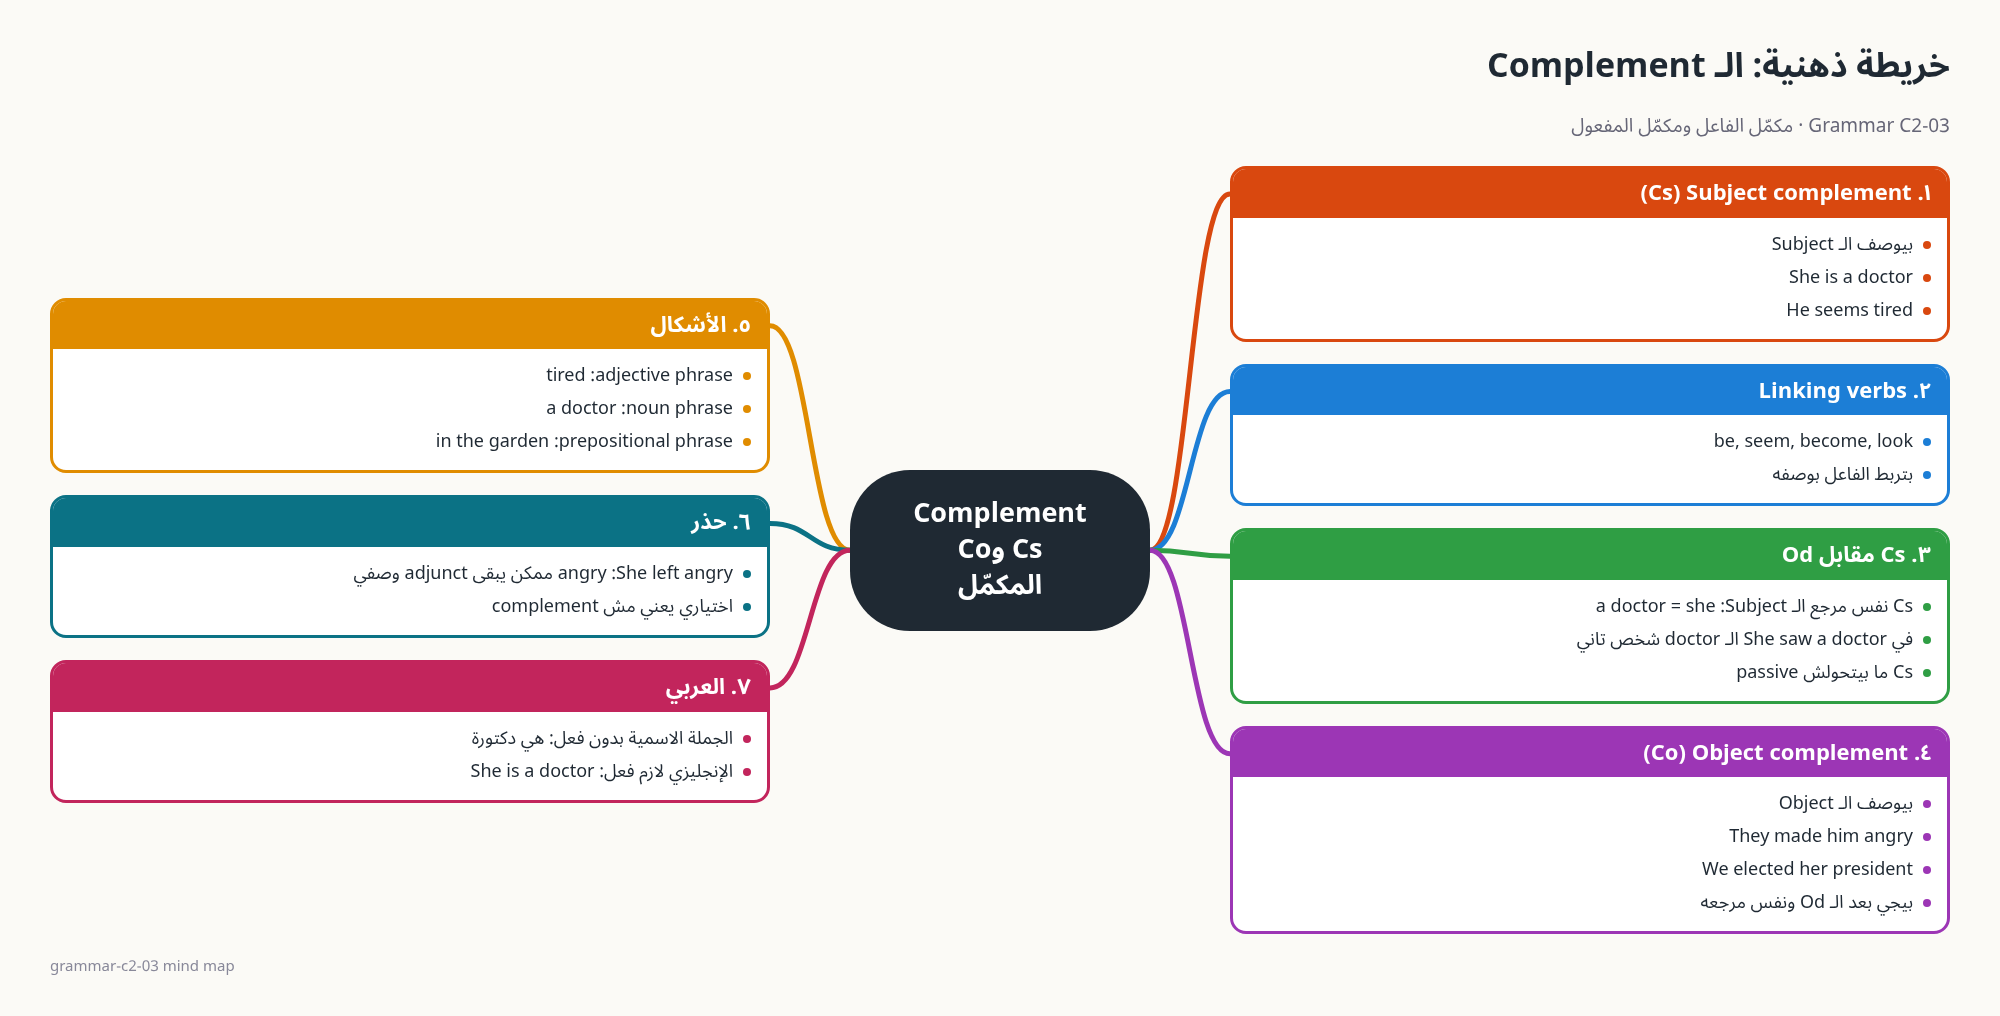 خريطة ذهنية: الـ Complement
Grammar C2-03 · مكمّل الفاعل ومكمّل المفعول
١. Subject complement (Cs)
بيوصف الـ Subject
She is a doctor
He seems tired
٢. Linking verbs
be, seem, become, look
بتربط الفاعل بوصفه
٣. Cs مقابل Od
Cs نفس مرجع الـ Subject: a doctor = she
في She saw a doctor الـ doctor شخص تاني
Cs ما بيتحولش passive
٤. Object complement (Co)
بيوصف الـ Object
They made him angry
We elected her president
بيجي بعد الـ Od ونفس مرجعه
Complement
Cs وCo
المكمّل
٥. الأشكال
adjective phrase: tired
noun phrase: a doctor
prepositional phrase: in the garden
٦. حذر
She left angry: angry ممكن يبقى adjunct وصفي
اختياري يعني مش complement
٧. العربي
الجملة الاسمية بدون فعل: هي دكتورة
الإنجليزي لازم فعل: She is a doctor
grammar-c2-03 mind map